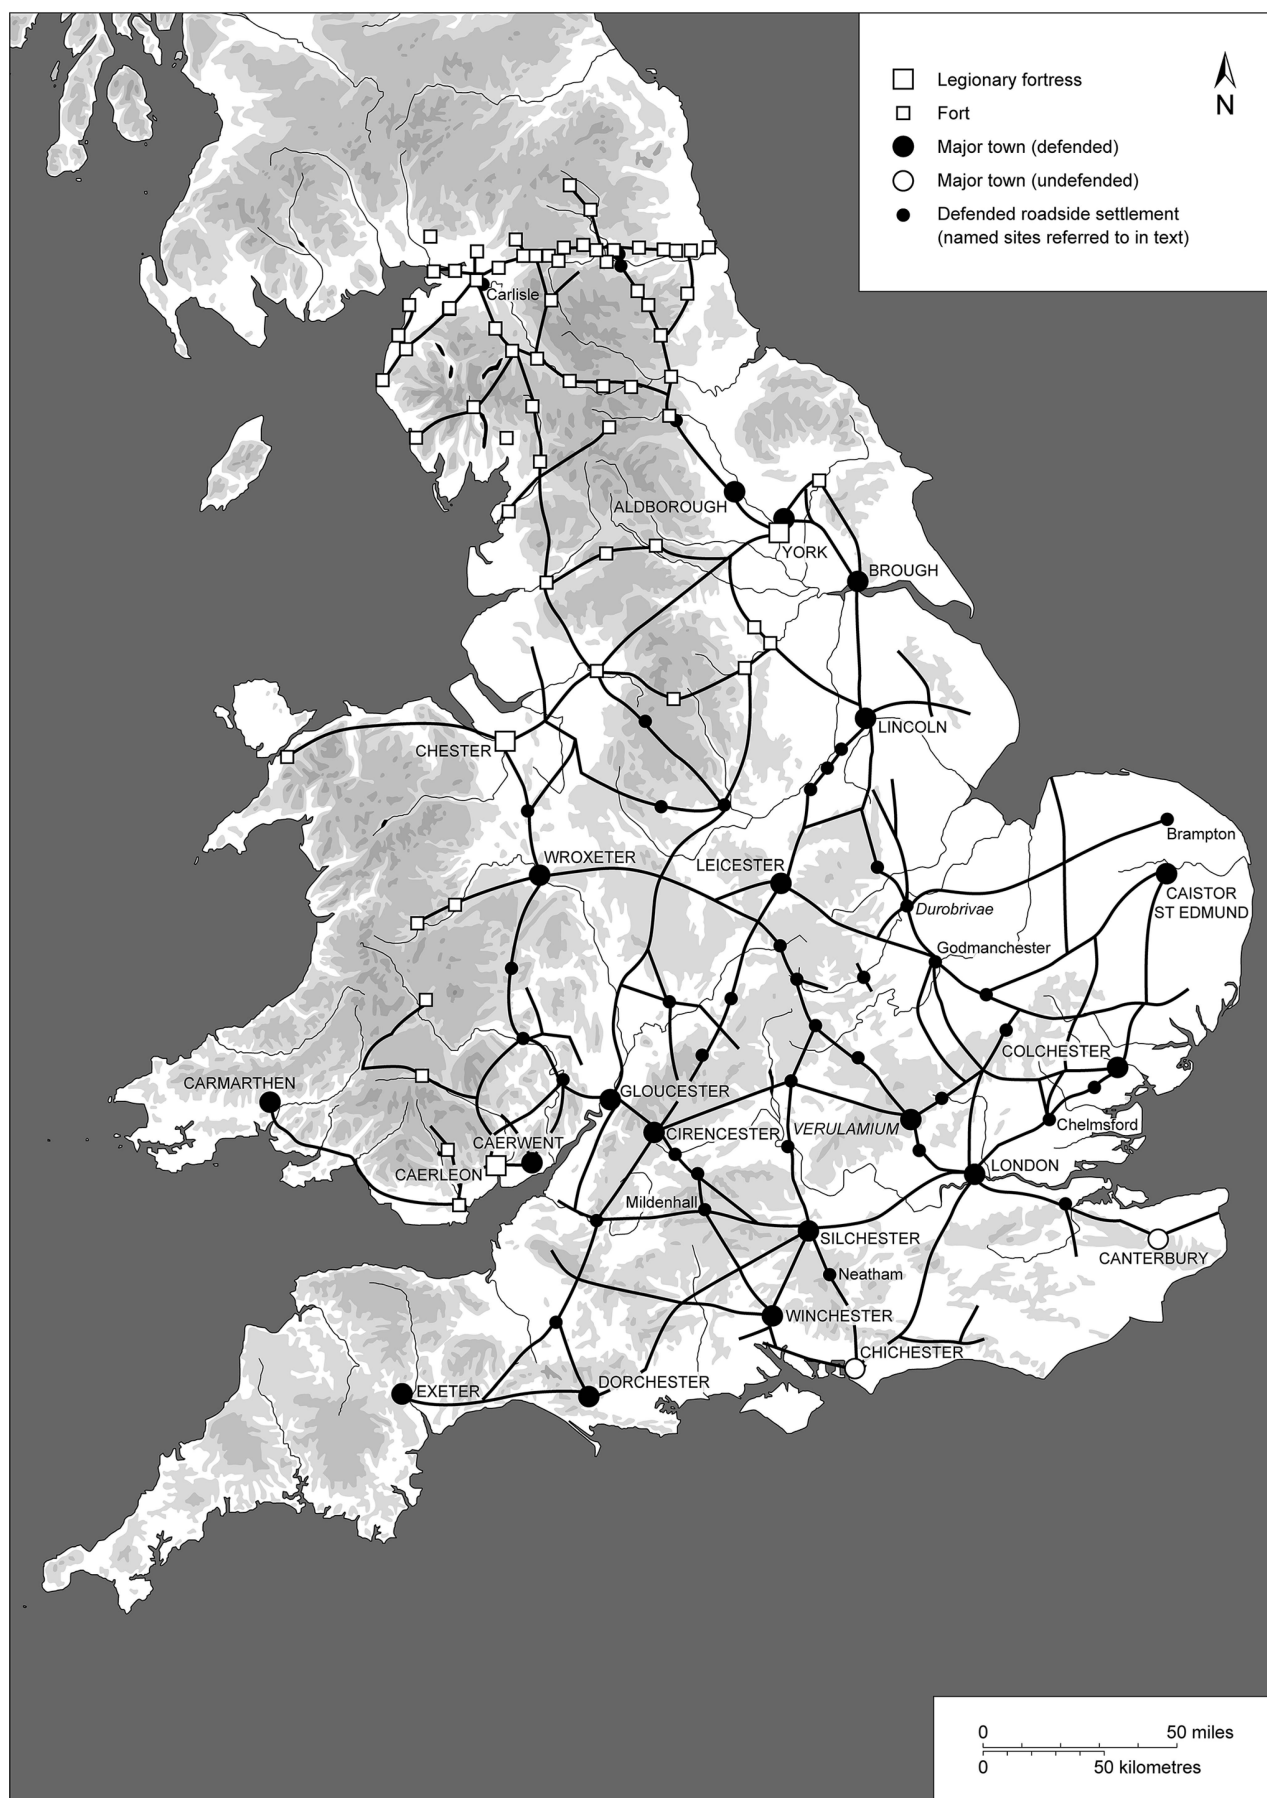 Legionary fortress
Fort
Major town (defended)
Major town (undefended)
Defended roadside settlement
(named sites referred to in text)
N
Carlisle
ALDBOROUGH
YORK
BROUGH
LINCOLN
CHESTER
Brampton
WROXETER
LEICESTER
CAISTOR
ST EDMUND
Durobrivae
Godmanchester
COLCHESTER
CARMARTHEN
GLOUCESTER
Chelmsford
VERULAMIUM
CIRENCESTER
CAERWENT
CAERLEON
LONDON
Mildenhall
SILCHESTER
CANTERBURY
Neatham
WINCHESTER
CHICHESTER
DORCHESTER
EXETER
0 50 miles
0 50 kilometres